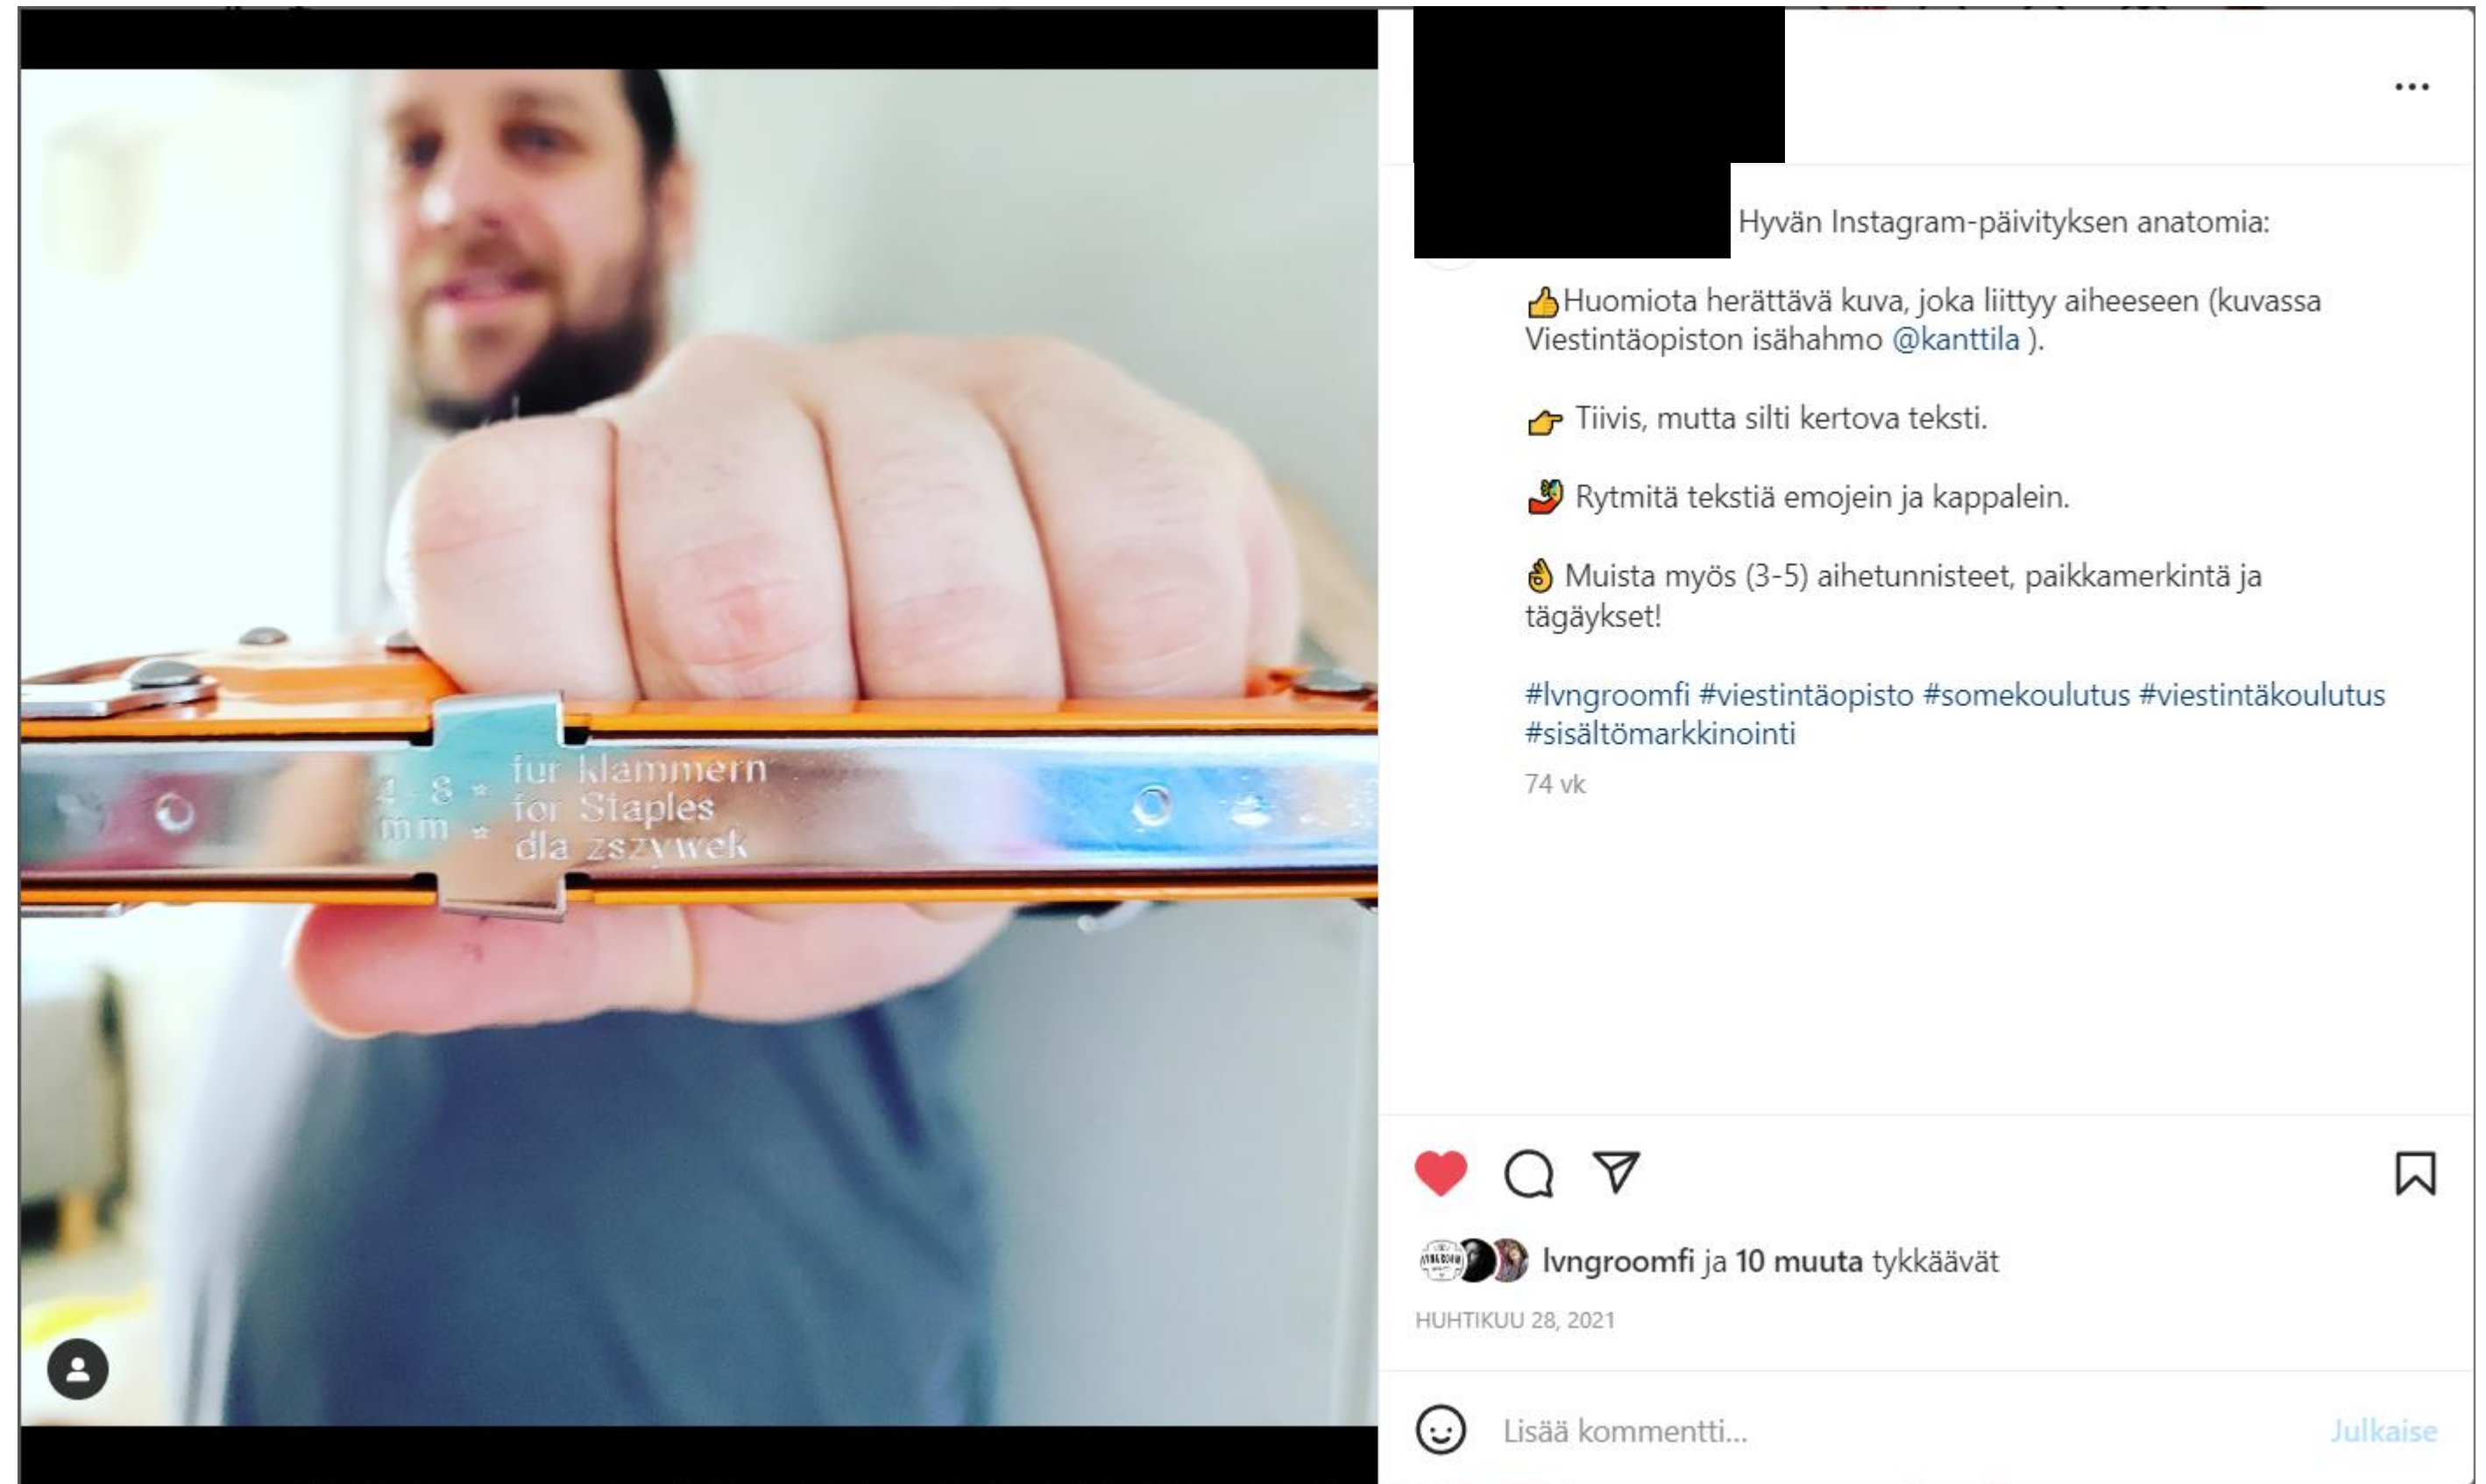 Hyvän Instagram-päivityksen anatomia:
👍Huomiota herättävä kuva, joka liittyy aiheeseen (kuvassa
Viestintäopiston isähahmo @kanttila ).
👉 Tiivis, mutta silti kertova teksti.
Rytmitä tekstiä emojein ja kappalein.
👌 Muista myös (3-5) aihetunnisteet, paikkamerkintä ja
tägäykset!
#lvngroomfi #viestintäopisto #somekoulutus #viestintäkoulutus
#sisältömarkkinointi
74 vk
4 - 8 * fur klammern
for Staples
mm * dla zszywek
lvngroomfi ja 10 muuta tykkäävät
HUHTIKUU 28, 2021
Lisää kommentti...
Julkaise